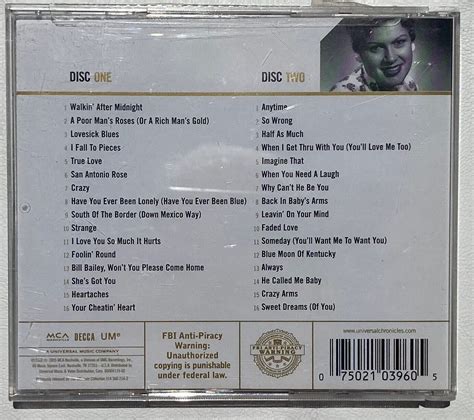 DISC ONE
1 Walkin' After Midnight
2 A Poor Man's Roses (Or A Rich Man's Gold)
3 Lovesick Blues
4 I Fall To Pieces
5 True Love
6 San Antonio Rose
7 Crazy
8 Have You Ever Been Lonely (Have You Ever Been Blue)
9 South Of The Border (Down Mexico Way)
10 Strange
11 I Love You So Much It Hurts
12 Foolin' Round
13 Bill Bailey, Won't You Please Come Home
14 She's Got You
15 Heartaches
16 Your Cheatin' Heart
DISC TWO
1 Anytime
2 So Wrong
3 Half As Much
4 When I Get Thru With You (You'll Love Me Too)
5 Imagine That
6 When You Need A Laugh
7 Why Can't He Be You
8 Back In Baby's Arms
9 Leavin' On Your Mind
10 Faded Love
11 Someday (You'll Want Me To Want You)
12 Blue Moon Of Kentucky
13 Always
14 He Called Me Baby
15 Crazy Arms
16 Sweet Dreams (Of You)
MCA NASHVILLE DECCA UMe
A UNIVERSAL MUSIC COMPANY
FBI Anti-Piracy
Warning:
Unauthorized
copying is punishable
under federal law.
FBI ANTI-PIRACY
WARNING
www.universalchronicles.com
0 75021 03960 5